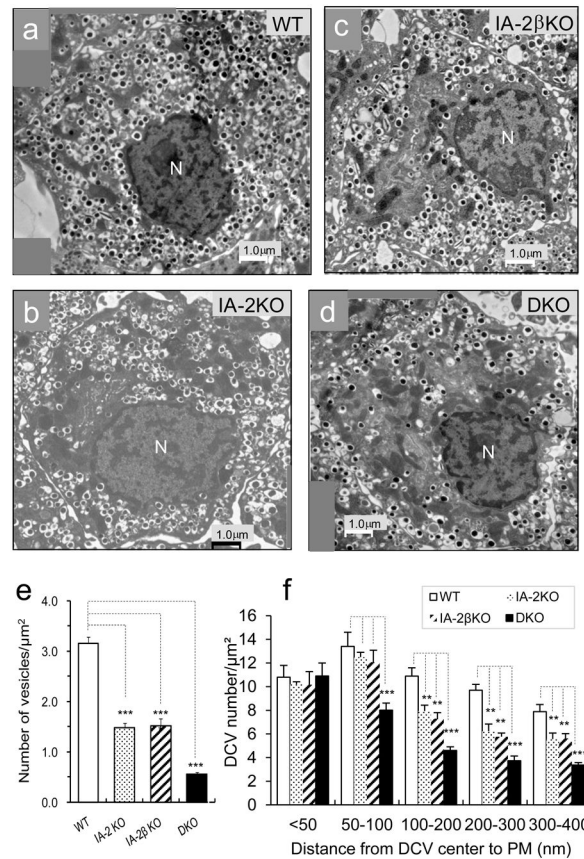 a
WT
N
1.0µm
c
IA-2βKO
N
1.0µm
b
IA-2KO
N
1.0µm
d
DKO
N
1.0µm
e
Number of vesicles/µm²
4.0
3.0
2.0
1.0
0.0
***
***
***
WT
IA-2 KO
IA-2β KO
DKO
f
WT
IA-2KO
IA-2βKO
DKO
DCV number/µm²
16
14
12
10
8
6
4
2
0
***
**
**
***
**
**
***
**
**
***
<50
50-100
100-200
200-300
300-400
Distance from DCV center to PM (nm)